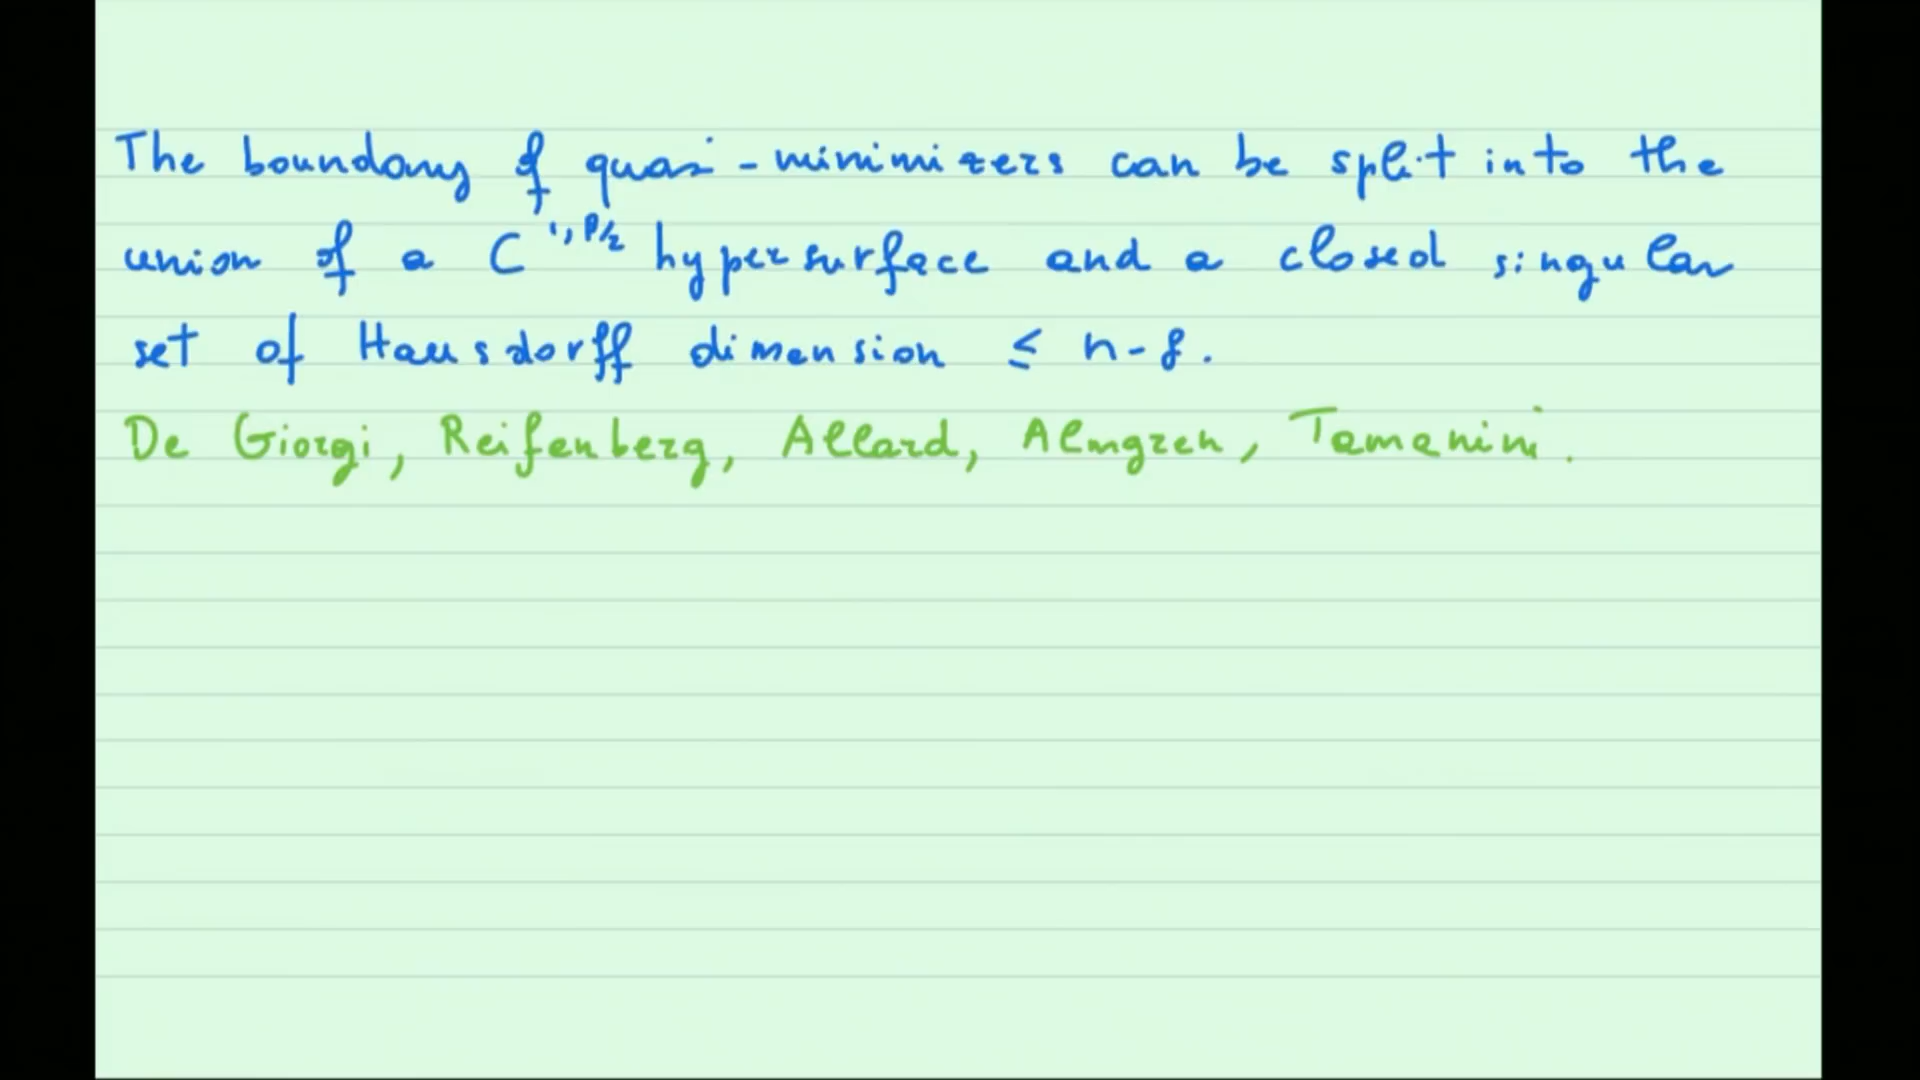 The boundary of quasi-minimizers can be split into the
union of a C^{1,β/2} hypersurface and a closed singular
set of Hausdorff dimension ≤ n-8.
De Giorgi, Reifenberg, Allard, Almgren, Tamanini.